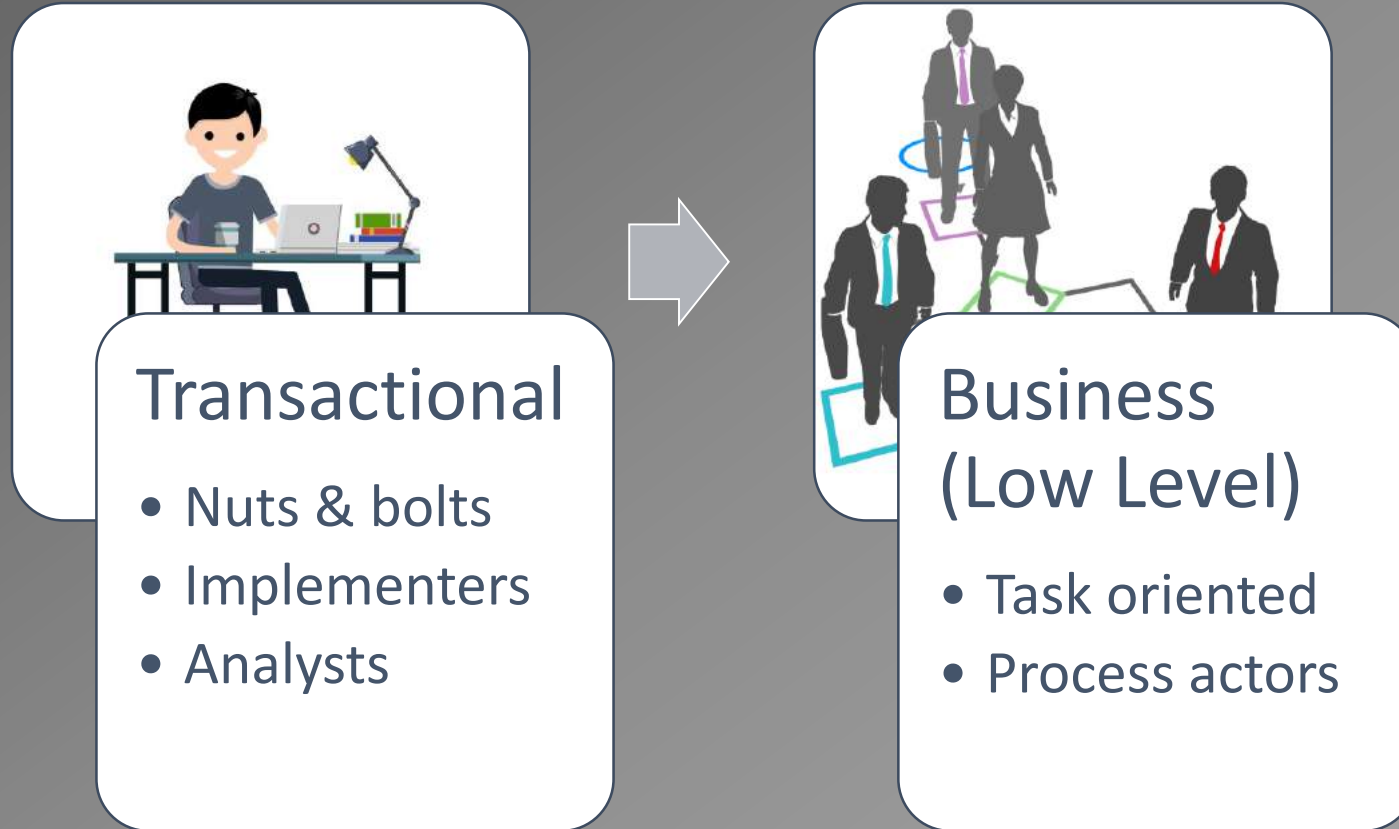 Transactional
• Nuts & bolts
• Implementers
• Analysts
Business
(Low Level)
• Task oriented
• Process actors